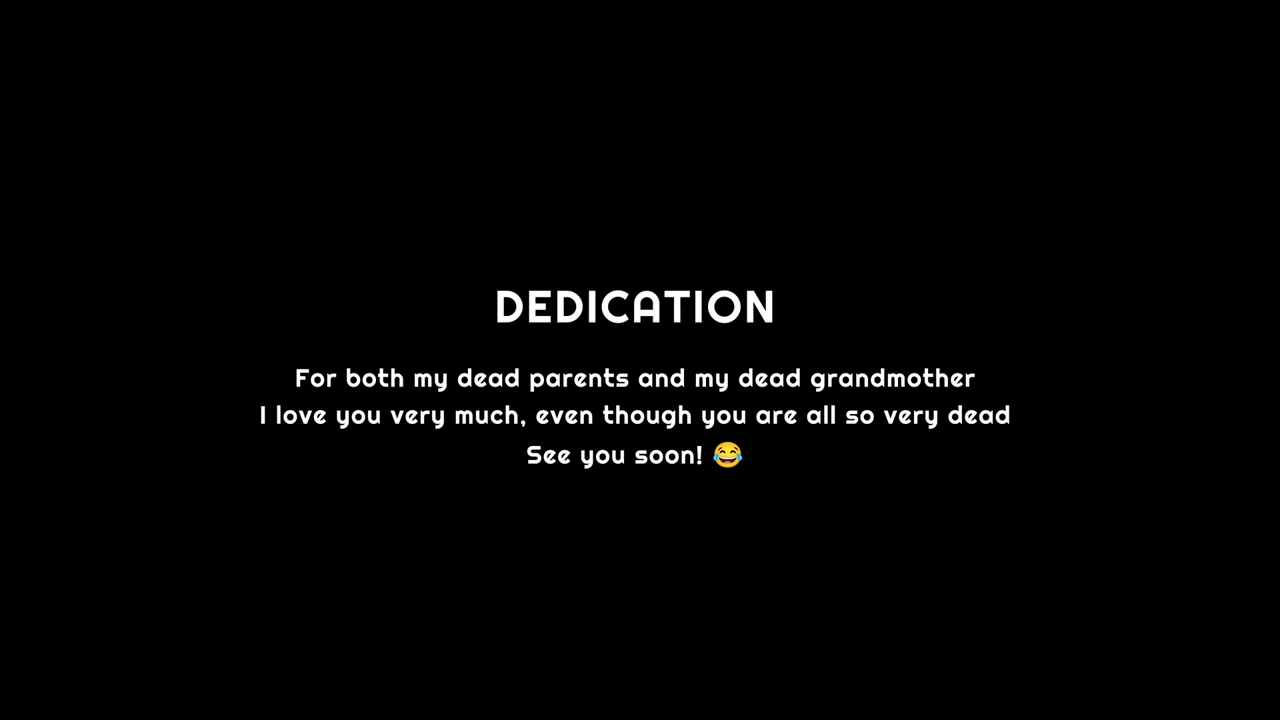 DEDICATION
For both my dead parents and my dead grandmother
I love you very much, even though you are all so very dead
See you soon! 😂